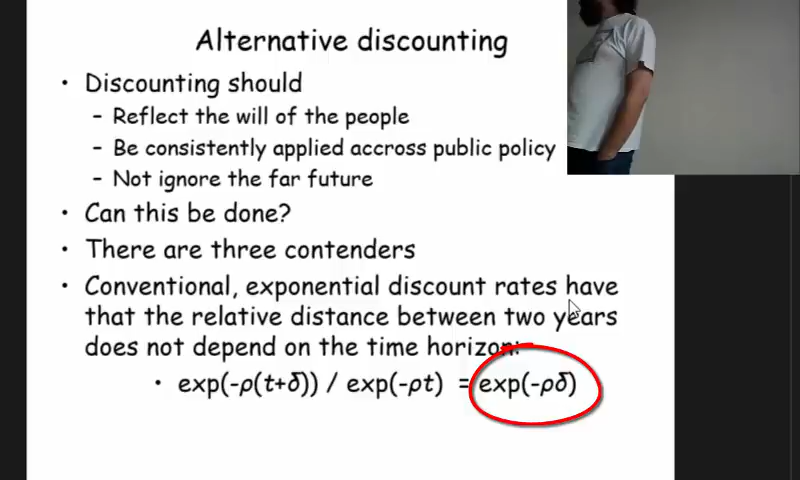 Alternative discounting
• Discounting should
– Reflect the will of the people
– Be consistently applied accross public policy
– Not ignore the far future
• Can this be done?
• There are three contenders
• Conventional, exponential discount rates have
that the relative distance between two years
does not depend on the time horizon:
• exp(-ρ(t+δ)) / exp(-ρt) = exp(-ρδ)